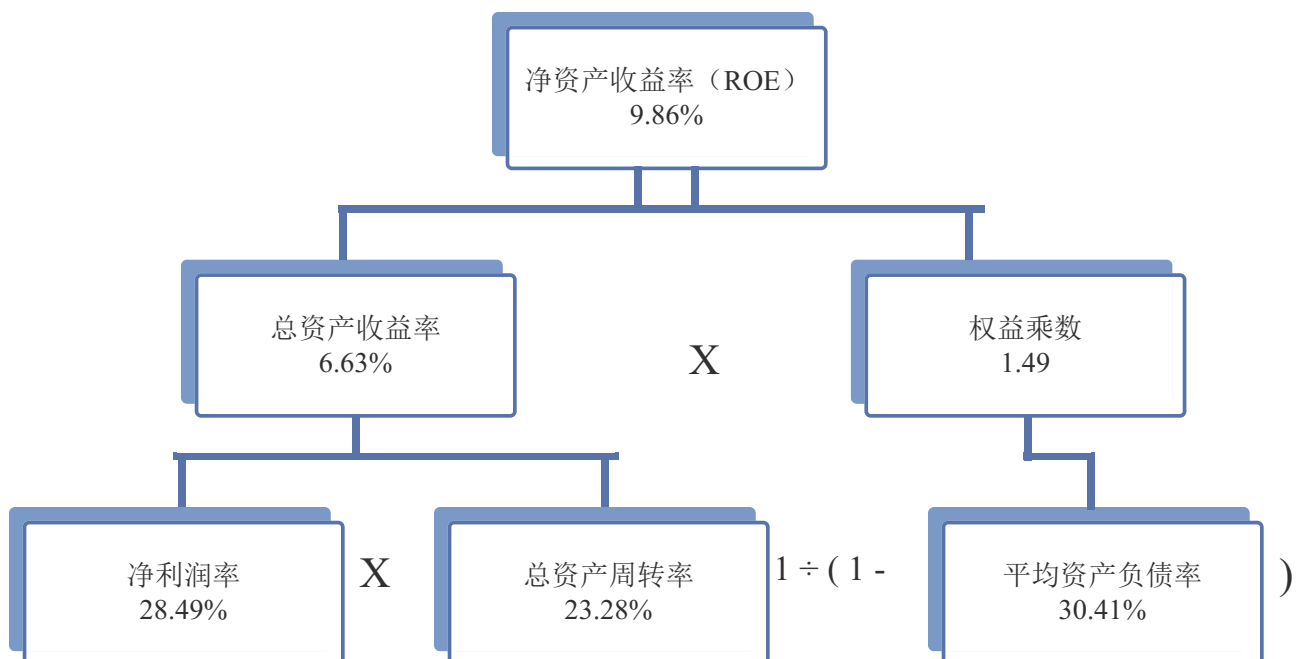 净资产收益率（ROE）
9.86%
总资产收益率
6.63%
X
权益乘数
1.49
净利润率
28.49%
X
总资产周转率
23.28%
1 ÷ ( 1 -
平均资产负债率
30.41%
)